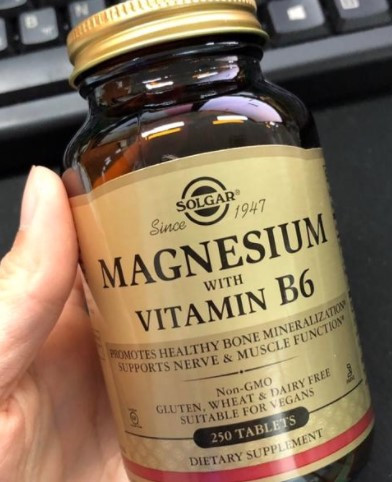 SOLGAR®
Since 1947
MAGNESIUM
WITH
VITAMIN B6
PROMOTES HEALTHY BONE MINERALIZATION*
SUPPORTS NERVE & MUSCLE FUNCTION*
Non-GMO
GLUTEN, WHEAT & DAIRY FREE
SUITABLE FOR VEGANS
250 TABLETS
DIETARY SUPPLEMENT